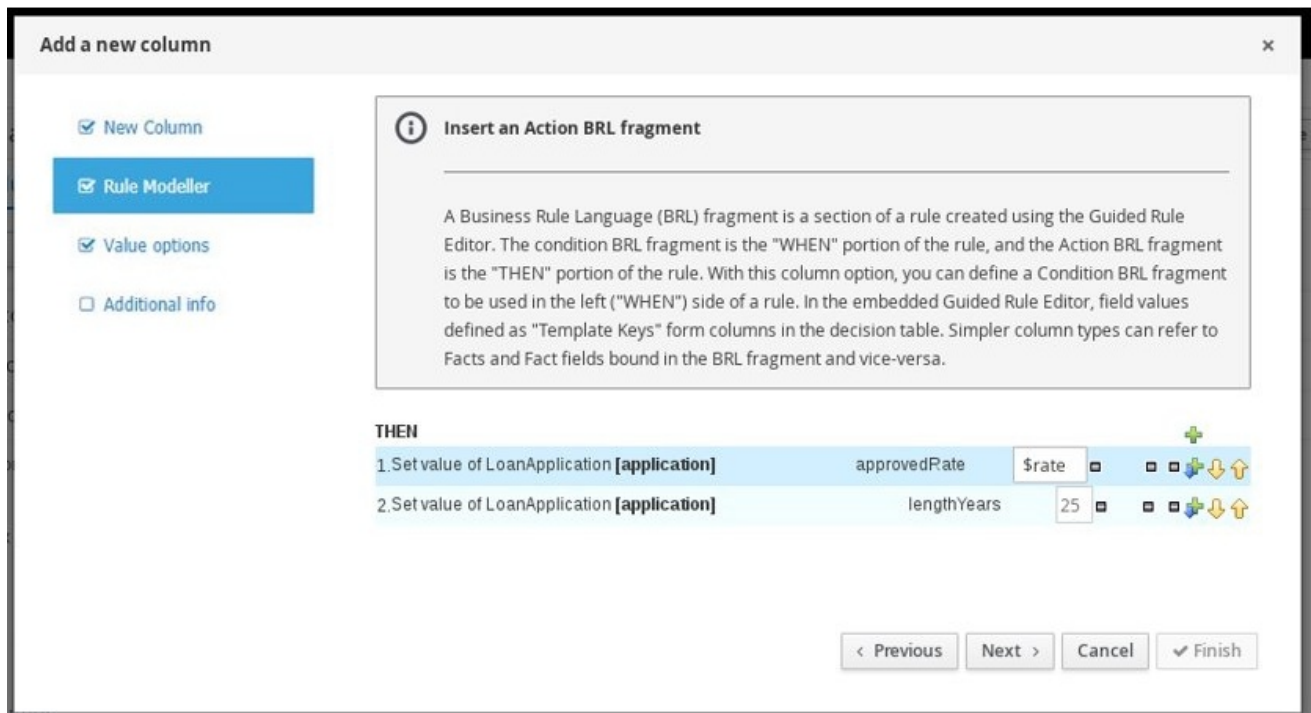 Add a new column ×
New Column
Insert an Action BRL fragment
Rule Modeller
A Business Rule Language (BRL) fragment is a section of a rule created using the Guided Rule
Value options
Editor. The condition BRL fragment is the "WHEN" portion of the rule, and the Action BRL fragment
is the "THEN" portion of the rule. With this column option, you can define a Condition BRL fragment
Additional info
to be used in the left ("WHEN") side of a rule. In the embedded Guided Rule Editor, field values
defined as "Template Keys" form columns in the decision table. Simpler column types can refer to
Facts and Fact fields bound in the BRL fragment and vice-versa.
THEN
1.Set value of LoanApplication [application] approvedRate $rate
2.Set value of LoanApplication [application] lengthYears 25
< Previous Next > Cancel ✔ Finish